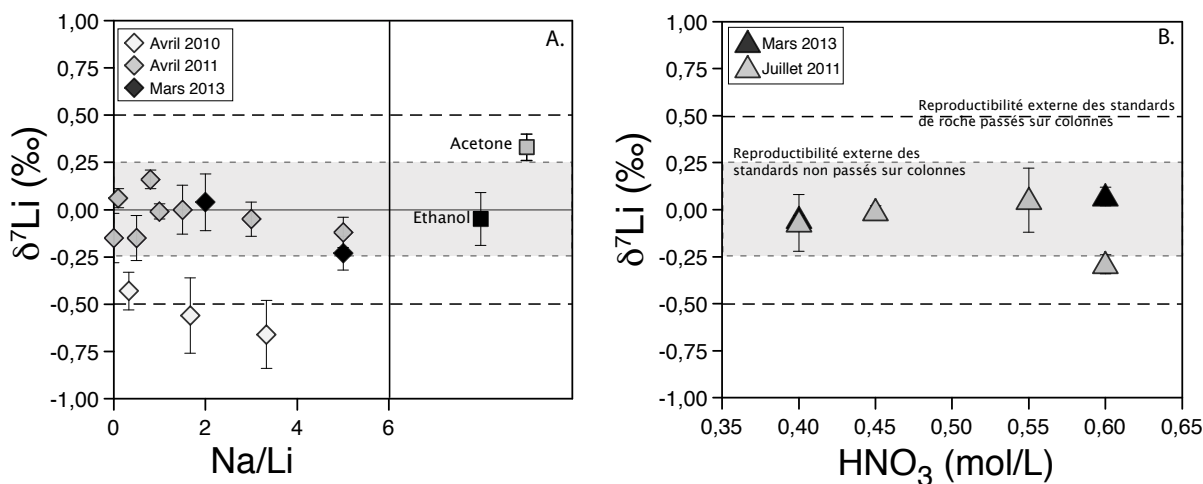 A.
Avril 2010
Avril 2011
Mars 2013
1,00
0,75
0,50
0,25
0,00
-0,25
-0,50
-0,75
-1,00
δ⁷Li (‰)
Acetone
Ethanol
0
2
4
6
Na/Li
B.
Mars 2013
Juillet 2011
1,00
0,75
0,50
0,25
0,00
-0,25
-0,50
-0,75
-1,00
δ⁷Li (‰)
Reproductibilité externe des standards
de roche passés sur colonnes
Reproductibilité externe des
standards non passés sur colonnes
0,35
0,40
0,45
0,50
0,55
0,60
0,65
HNO₃ (mol/L)